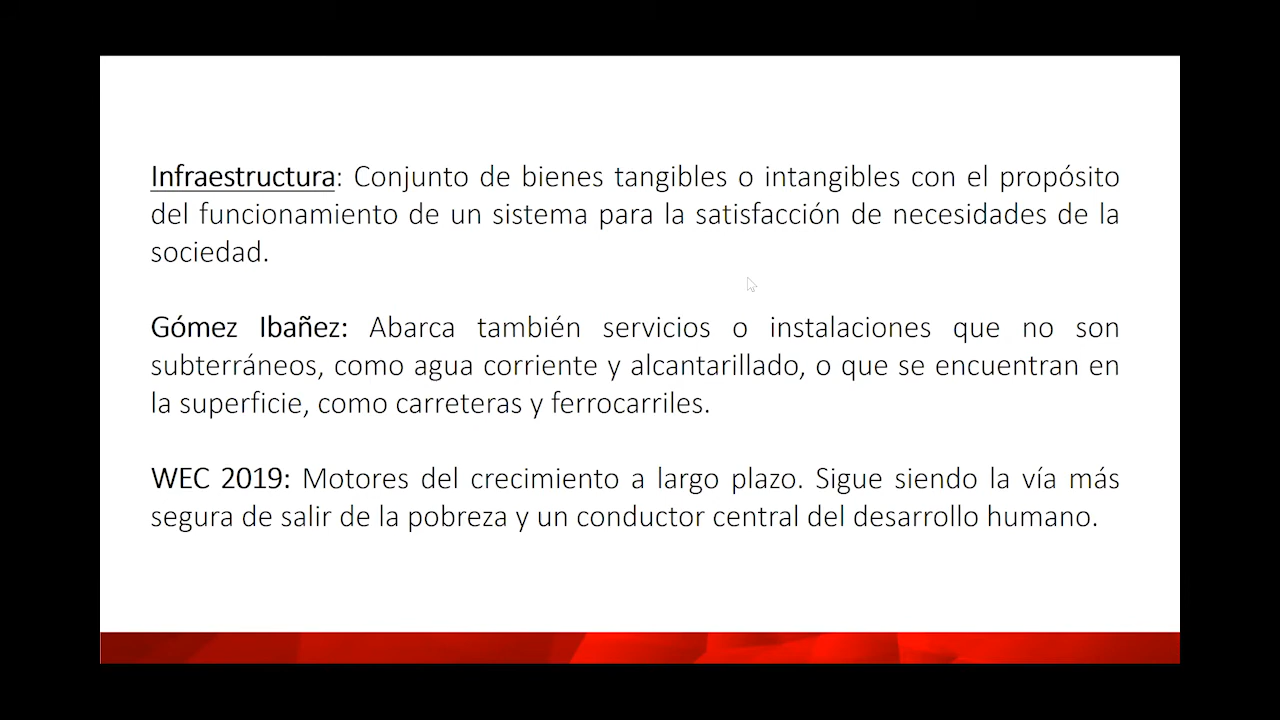 Infraestructura: Conjunto de bienes tangibles o intangibles con el propósito
del funcionamiento de un sistema para la satisfacción de necesidades de la
sociedad.
Gómez Ibañez: Abarca también servicios o instalaciones que no son
subterráneos, como agua corriente y alcantarillado, o que se encuentran en
la superficie, como carreteras y ferrocarriles.
WEC 2019: Motores del crecimiento a largo plazo. Sigue siendo la vía más
segura de salir de la pobreza y un conductor central del desarrollo humano.